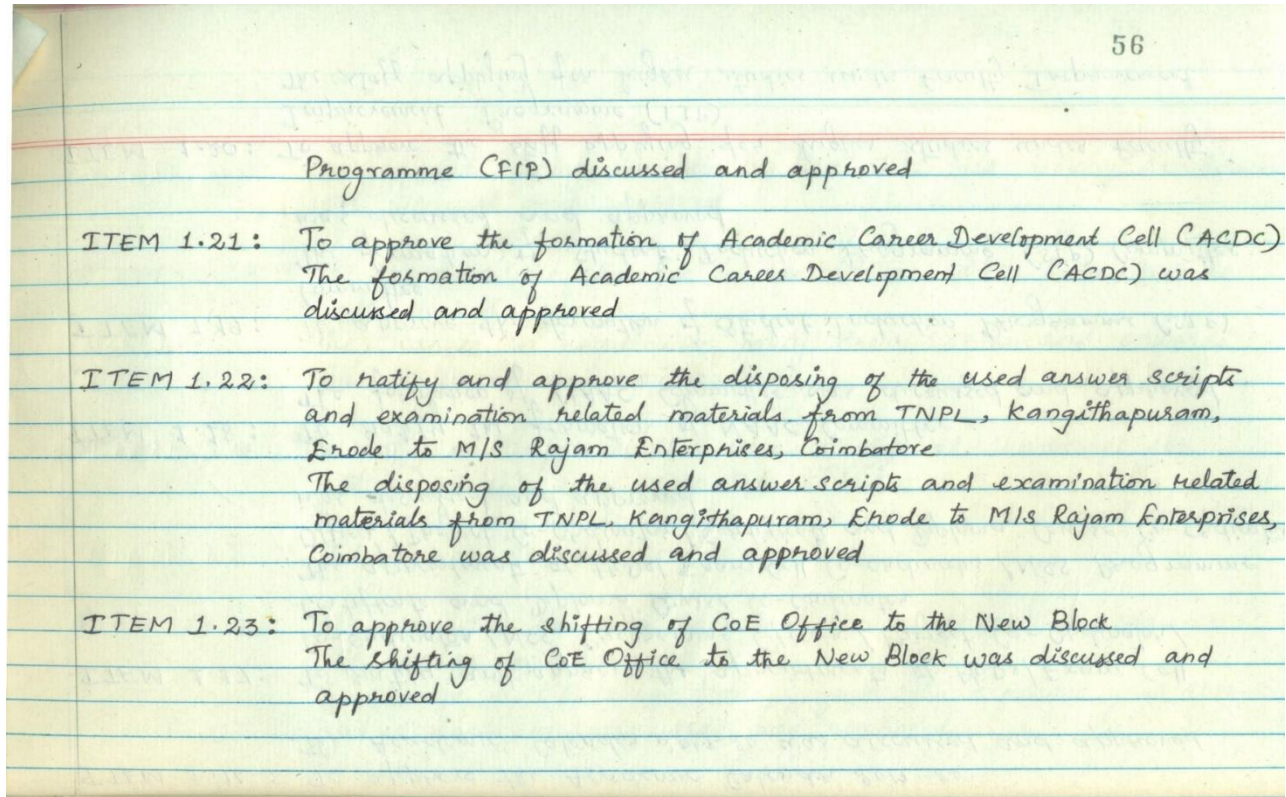 56
Programme (FIP) discussed and approved
ITEM 1.21: To approve the formation of Academic Career Development Cell (ACDC)
The formation of Academic Career Development Cell (ACDC) was
discussed and approved
ITEM 1.22: To ratify and approve the disposing of the used answer scripts
and examination related materials from TNPL, Kangithapuram,
Erode to M/S Rajam Enterprises, Coimbatore
The disposing of the used answer scripts and examination related
materials from TNPL, Kangithapuram, Erode to M/s Rajam Enterprises,
Coimbatore was discussed and approved
ITEM 1.23: To approve the shifting of CoE Office to the New Block
The shifting of CoE Office to the New Block was discussed and
approved